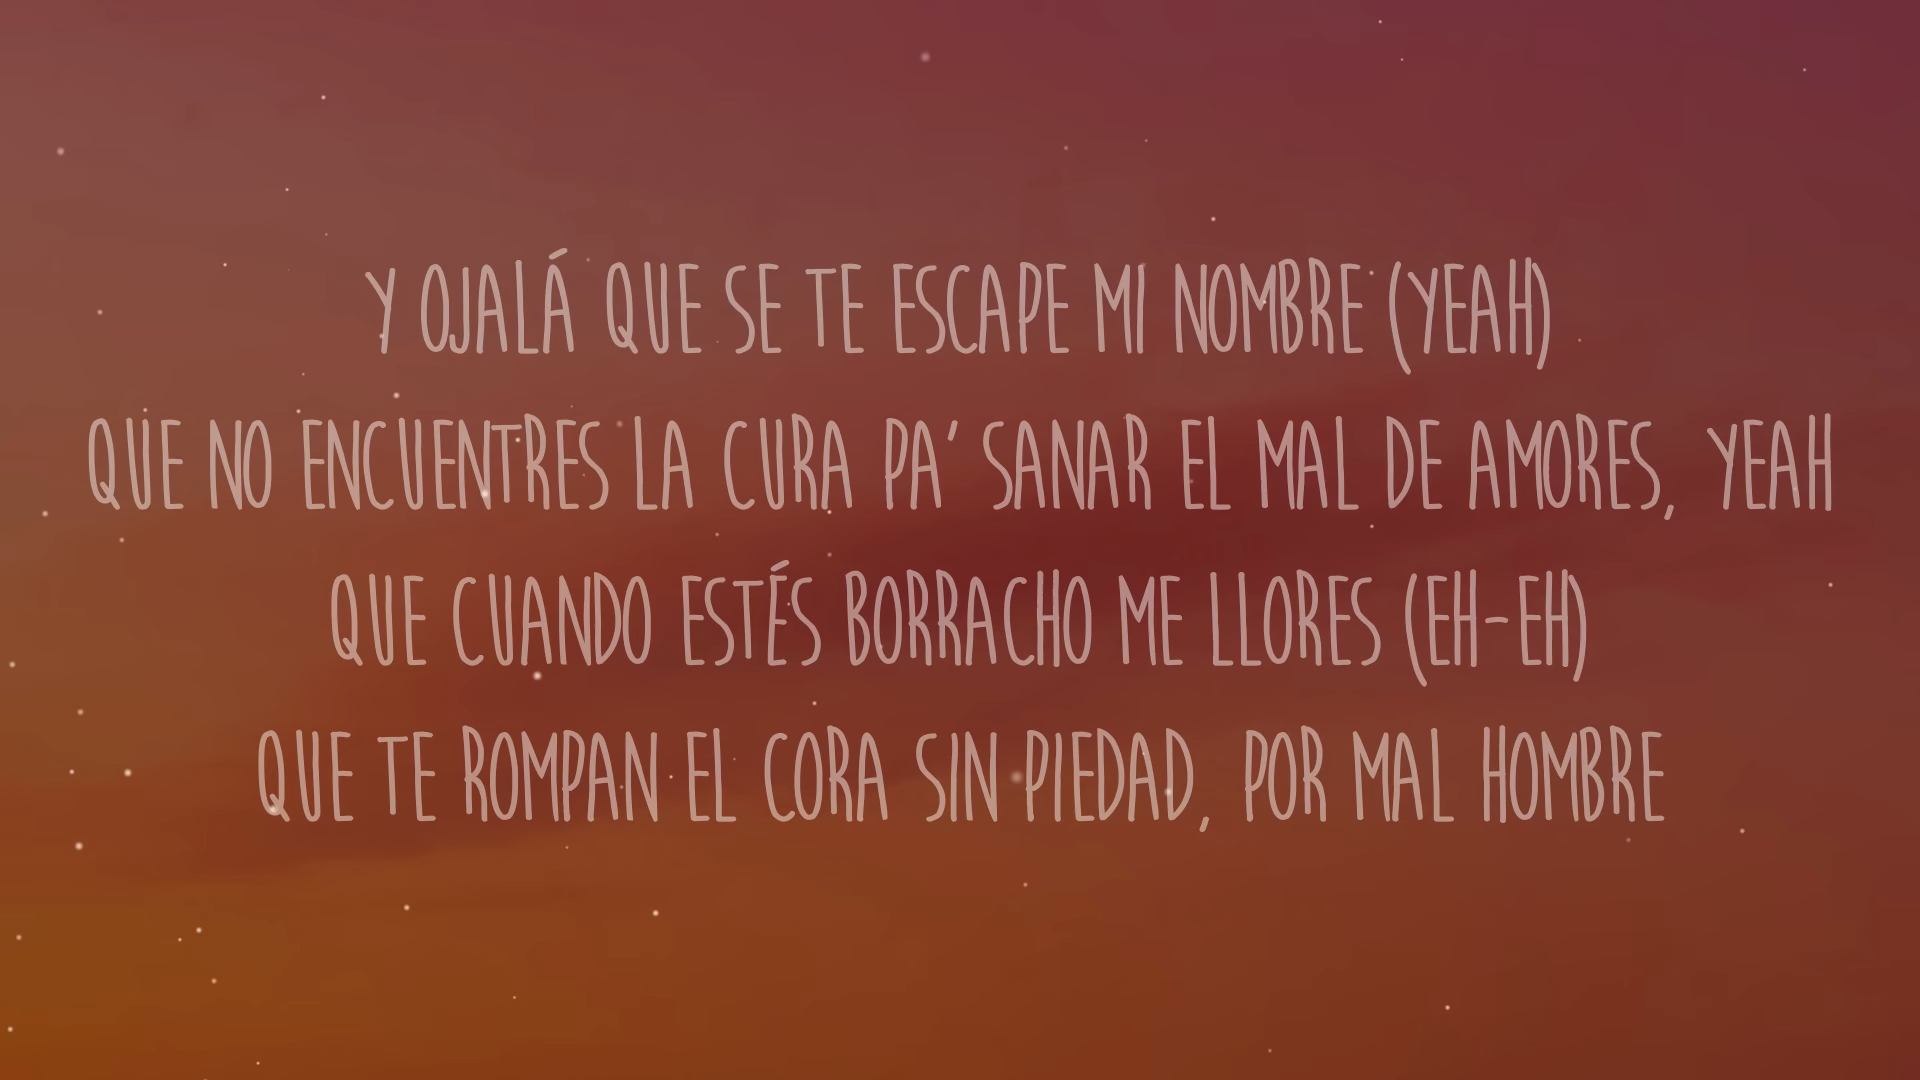 Y OJALÁ QUE SE TE ESCAPE MI NOMBRE (YEAH)
QUE NO ENCUENTRES LA CURA PA' SANAR EL MAL DE AMORES, YEAH
QUE CUANDO ESTÉS BORRACHO ME LLORES (EH-EH)
QUE TE ROMPAN EL CORA SIN PIEDAD, POR MAL HOMBRE